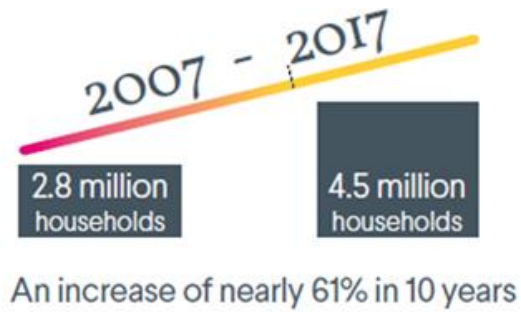 2007 - 2017
2.8 million
households
4.5 million
households
An increase of nearly 61% in 10 years